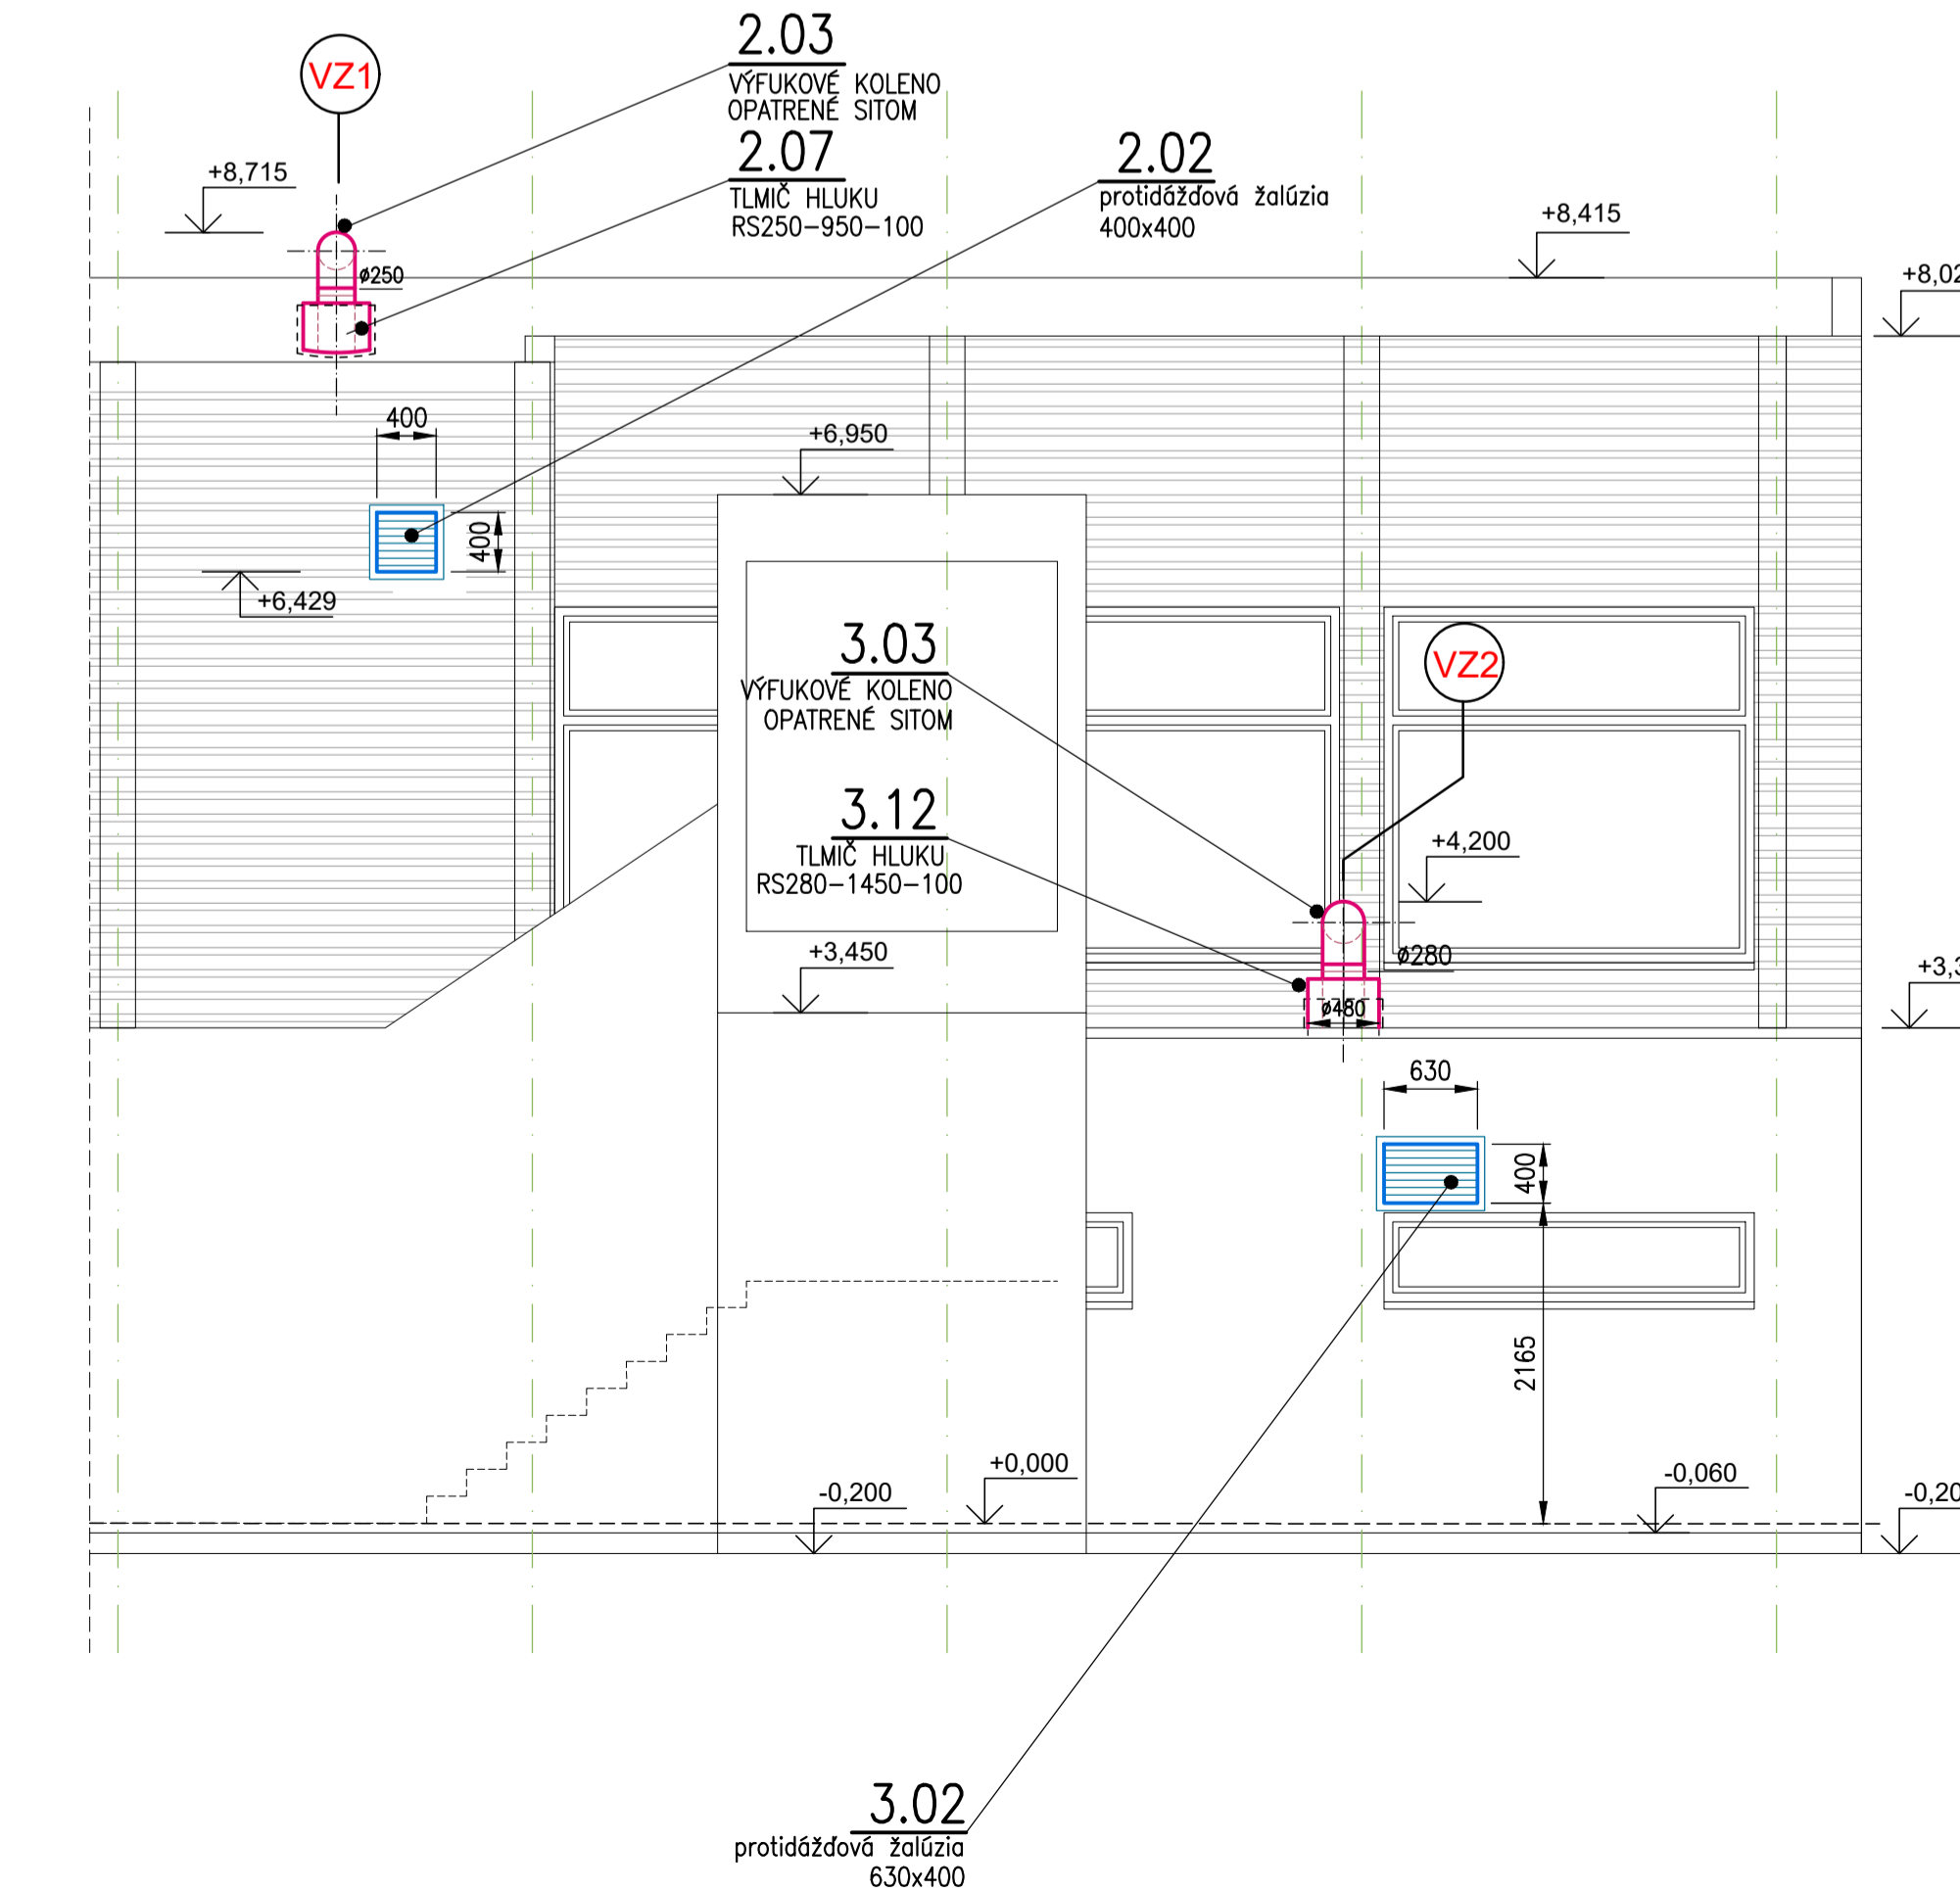 2.03
VÝFUKOVÉ KOLENO
OPATRENÉ SITOM
VZ1
2.07
TLMIČ HLUKU
RS250-950-100
2.02
protidážďová žalúzia
400x400
+8,715
+8,415
+8,02
ø250
400
+6,950
400
+6,429
3.03
VÝFUKOVÉ KOLENO
OPATRENÉ SITOM
VZ2
3.12
TLMIČ HLUKU
RS280-1450-100
+4,200
+3,450
ø280
+3,3
ø480
630
400
2165
+0,000
-0,060
-0,200
-0,20
3.02
protidážďová žalúzia
630x400